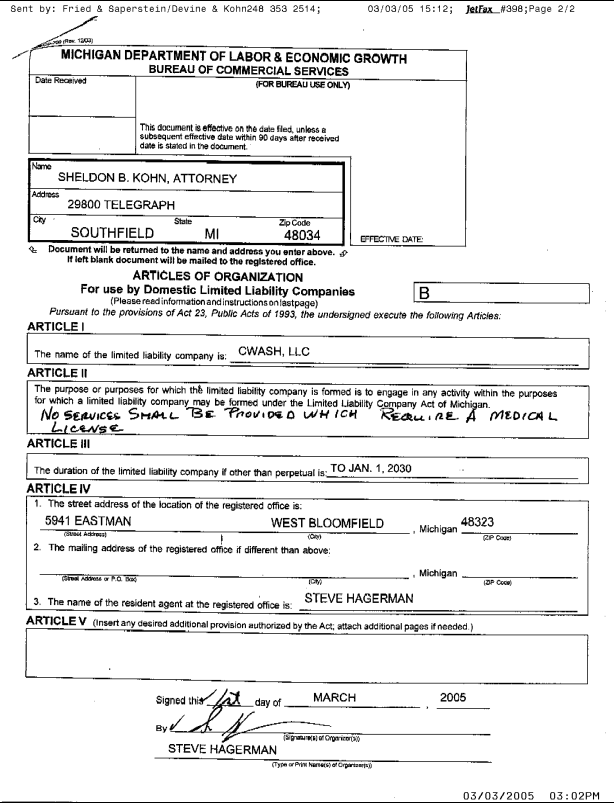 Sent by: Fried & Saperstein/Devine & Kohn248 353 2514; 03/03/05 15:12; JetFax #398;Page 2/2
(Rev. 12/03)
MICHIGAN DEPARTMENT OF LABOR & ECONOMIC GROWTH
BUREAU OF COMMERCIAL SERVICES
Date Received
(FOR BUREAU USE ONLY)
This document is effective on the date filed, unless a
subsequent effective date within 90 days after received
date is stated in the document.
Name
SHELDON B. KOHN, ATTORNEY
Address
29800 TELEGRAPH
City State Zip Code
SOUTHFIELD MI 48034
EFFECTIVE DATE:
Document will be returned to the name and address you enter above.
If left blank document will be mailed to the registered office.
ARTICLES OF ORGANIZATION
For use by Domestic Limited Liability Companies
B
(Please read information and instructions on last page)
Pursuant to the provisions of Act 23, Public Acts of 1993, the undersigned execute the following Articles:
ARTICLE I
The name of the limited liability company is: CWASH, LLC
ARTICLE II
The purpose or purposes for which the limited liability company is formed is to engage in any activity within the purposes
for which a limited liability company may be formed under the Limited Liability Company Act of Michigan.
NO SERVICES SHALL BE PROVIDED WHICH REQUIRE A MEDICAL
LICENSE
ARTICLE III
The duration of the limited liability company if other than perpetual is: TO JAN. 1, 2030
ARTICLE IV
1. The street address of the location of the registered office is:
5941 EASTMAN WEST BLOOMFIELD , Michigan 48323
(Street Address) (City) (ZIP Code)
2. The mailing address of the registered office if different than above:
, Michigan
(Street Address or P.O. Box) (City) (ZIP Code)
3. The name of the resident agent at the registered office is: STEVE HAGERMAN
ARTICLE V (Insert any desired additional provision authorized by the Act; attach additional pages if needed.)
Signed this 1st day of MARCH , 2005
By
(Signature(s) of Organizer(s))
STEVE HAGERMAN
(Type or Print Name(s) of Organizer(s))
03/03/2005 03:02PM